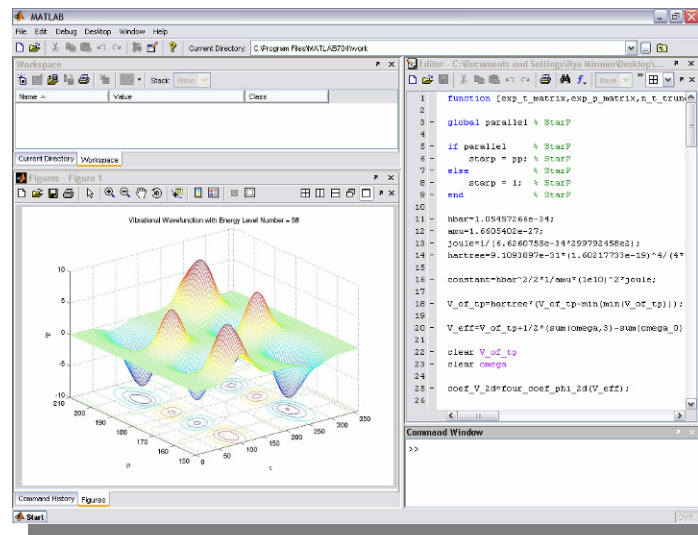 MATLAB
File Edit Debug Desktop Window Help
Current Directory: C:\Program Files\MATLAB704\work
Workspace
Stack: Base
Name Value Class
Current Directory Workspace
Figures - Figure 1
Vibrational Wavefunction with Energy Level Number = 58
10
5
0
-5
-10
210
200
190
180
170
160
150
0
50
100
150
200
250
300
350
Command History Figures
Start
Editor - C:\Documents and Settings\Ilya Mirman\Desktop\...
Base
1 function [exp_t_matrix,exp_p_matrix,n_t_trun
2
3 - global parallel % StarP
4
5 - if parallel % StarP
6 - starp = pp; % StarP
7 - else % StarP
8 - starp = 1; % StarP
9 - end % StarP
10
11 - hbar=1.05457266e-34;
12 - amu=1.6605402e-27;
13 - joule=1/(6.6260755e-34*299792458e2);
14 - hartree=9.1093897e-31*(1.60217733e-19)^4/(4*
15
16 - constant=hbar^2/2*1/amu*(1e10)^2*joule;
17
18 - V_of_tp=hartree*(V_of_tp-min(min(V_of_tp)));
19
20 - V_eff=V_of_tp+1/2*(sum(omega,3)-sum(omega_0)
21
22 - clear V_of_tp
23 - clear omega
24
25 - coef_V_2d=four_coef_phi_2d(V_eff);
26
Command Window
>>
OVR